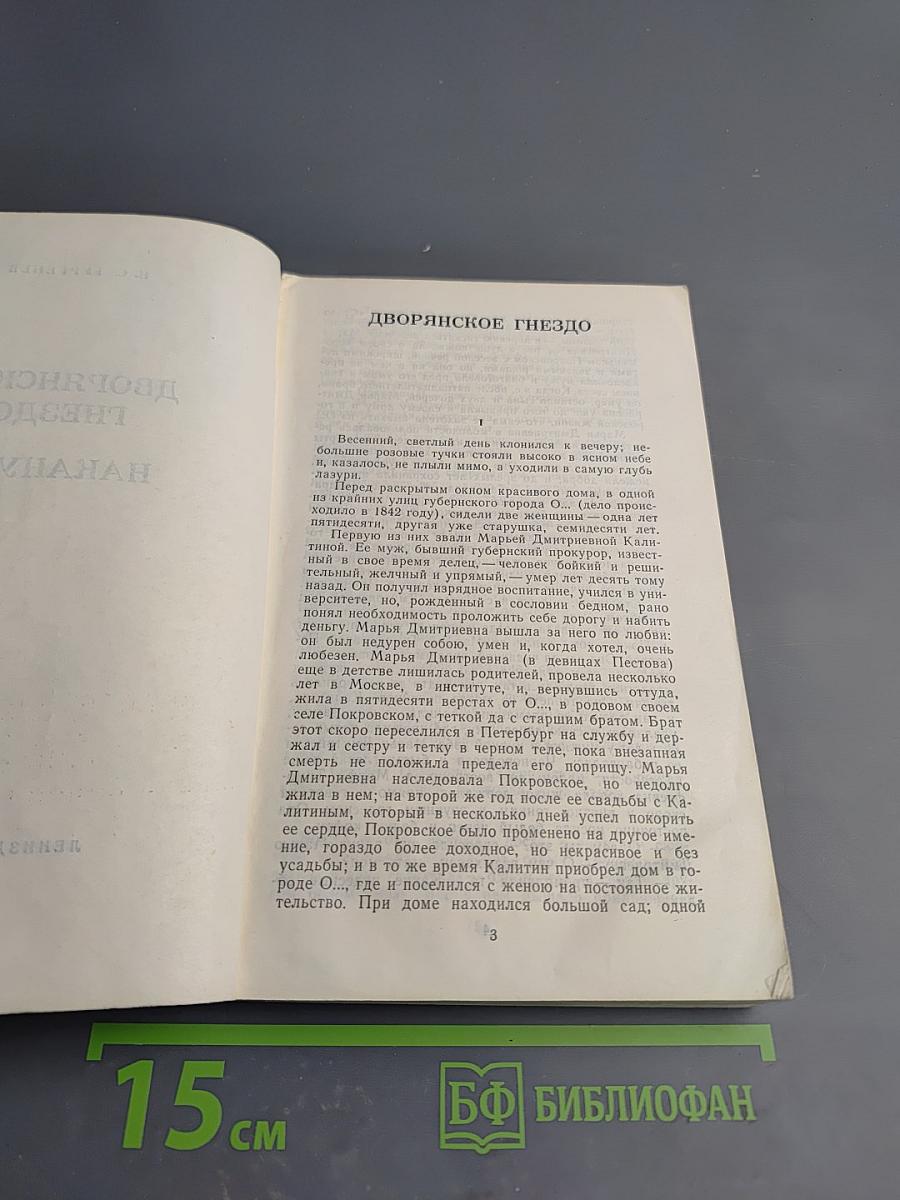 ДВОРЯНСКОЕ ГНЕЗДО
I
Весенний, светлый день клонился к вечеру; не-
большие розовые тучки стояли высоко в ясном небе
и, казалось, не плыли мимо, а уходили в самую глубь
лазури.
Перед раскрытым окном красивого дома, в одной
из крайних улиц губернского города О... (дело проис-
ходило в 1842 году), сидели две женщины — одна лет
пятидесяти, другая уже старушка, семидесяти лет.
Первую из них звали Марьей Дмитриевной Кали-
тиной. Ее муж, бывший губернский прокурор, извест-
ный в свое время делец, — человек бойкий и реши-
тельный, желчный и упрямый, — умер лет десять тому
назад. Он получил изрядное воспитание, учился в уни-
верситете, но, рожденный в сословии бедном, рано
понял необходимость проложить себе дорогу и набить
деньгу. Марья Дмитриевна вышла за него по любви:
он был недурен собою, умен и, когда хотел, очень
любезен. Марья Дмитриевна (в девицах Пестова)
еще в детстве лишилась родителей, провела несколько
лет в Москве, в институте, и, вернувшись оттуда,
жила в пятидесяти верстах от О..., в родовом своем
селе Покровском, с теткой да с старшим братом. Брат
этот скоро переселился в Петербург на службу и дер-
жал и сестру и тетку в черном теле, пока внезапная
смерть не положила предела его поприщу. Марья
Дмитриевна наследовала Покровское, но недолго
жила в нем; на второй же год после ее свадьбы с Ка-
литиным, который в несколько дней успел покорить
ее сердце, Покровское было променено на другое име-
ние, гораздо более доходное, но некрасивое и без
усадьбы; и в то же время Калитин приобрел дом в го-
роде О..., где и поселился с женою на постоянное жи-
тельство. При доме находился большой сад; одной
3
15 см
БФ БИБЛИОФАН